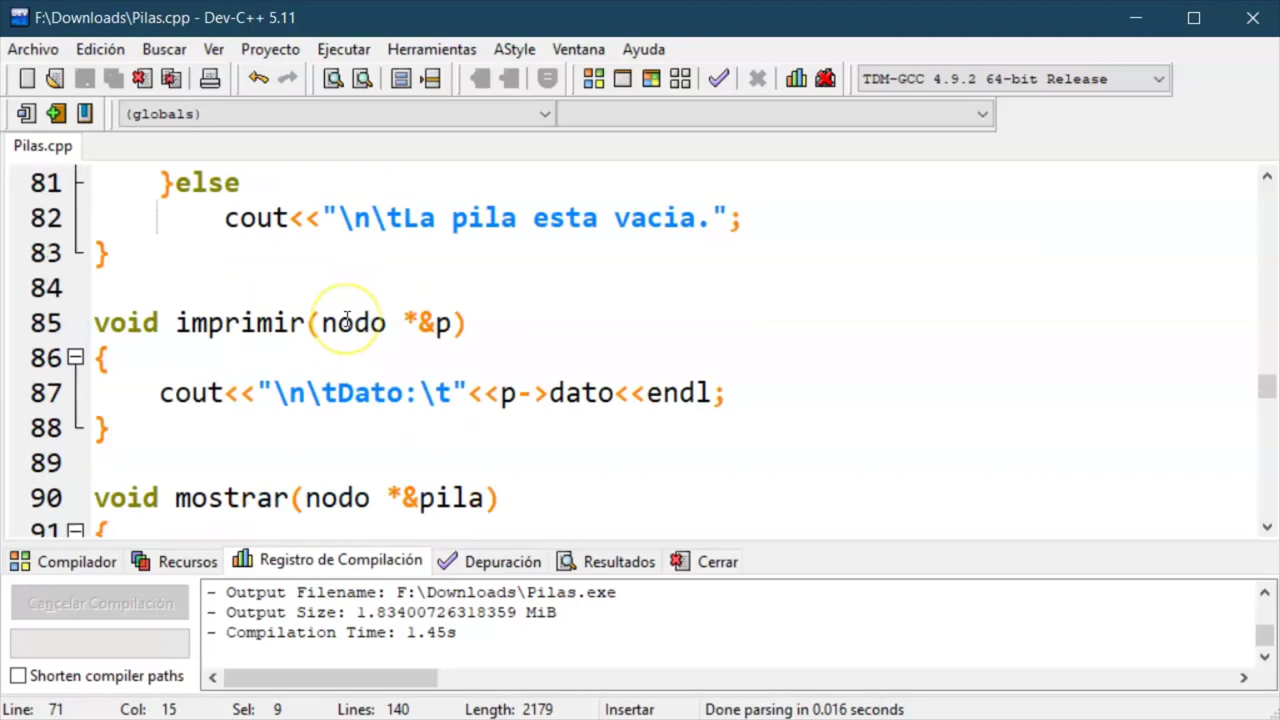 F:\Downloads\Pilas.cpp - Dev-C++ 5.11
Archivo Edición Buscar Ver Proyecto Ejecutar Herramientas AStyle Ventana Ayuda
TDM-GCC 4.9.2 64-bit Release
(globals)
Pilas.cpp
81 }else
82 cout<<"\n\tLa pila esta vacia.";
83 }
84
85 void imprimir(nodo *&p)
86 {
87 cout<<"\n\tDato:\t"<<p->dato<<endl;
88 }
89
90 void mostrar(nodo *&pila)
91 {
Compilador Recursos Registro de Compilación Depuración Resultados Cerrar
Cancelar Compilación
- Output Filename: F:\Downloads\Pilas.exe
- Output Size: 1.83400726318359 MiB
- Compilation Time: 1.45s
Shorten compiler paths
Line: 71 Col: 15 Sel: 9 Lines: 140 Length: 2179 Insertar Done parsing in 0.016 seconds